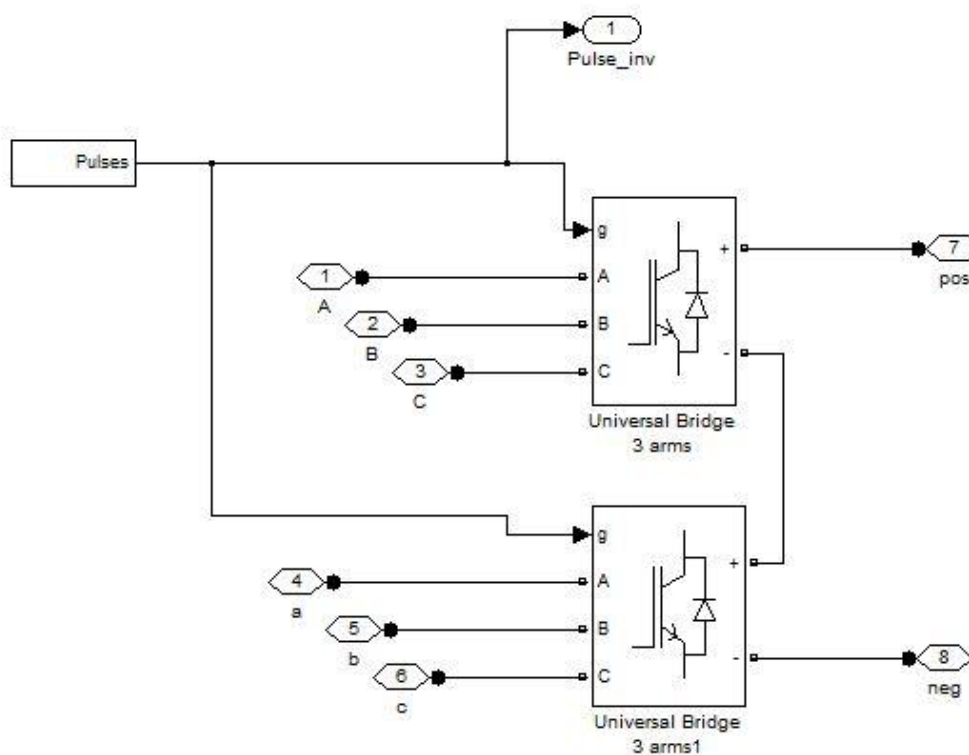 1
Pulse_inv
Pulses
g
+
7
pos
1
A
A
2
B
B
-
3
C
C
Universal Bridge
3 arms
g
+
4
a
A
5
b
B
-
8
neg
6
c
C
Universal Bridge
3 arms1